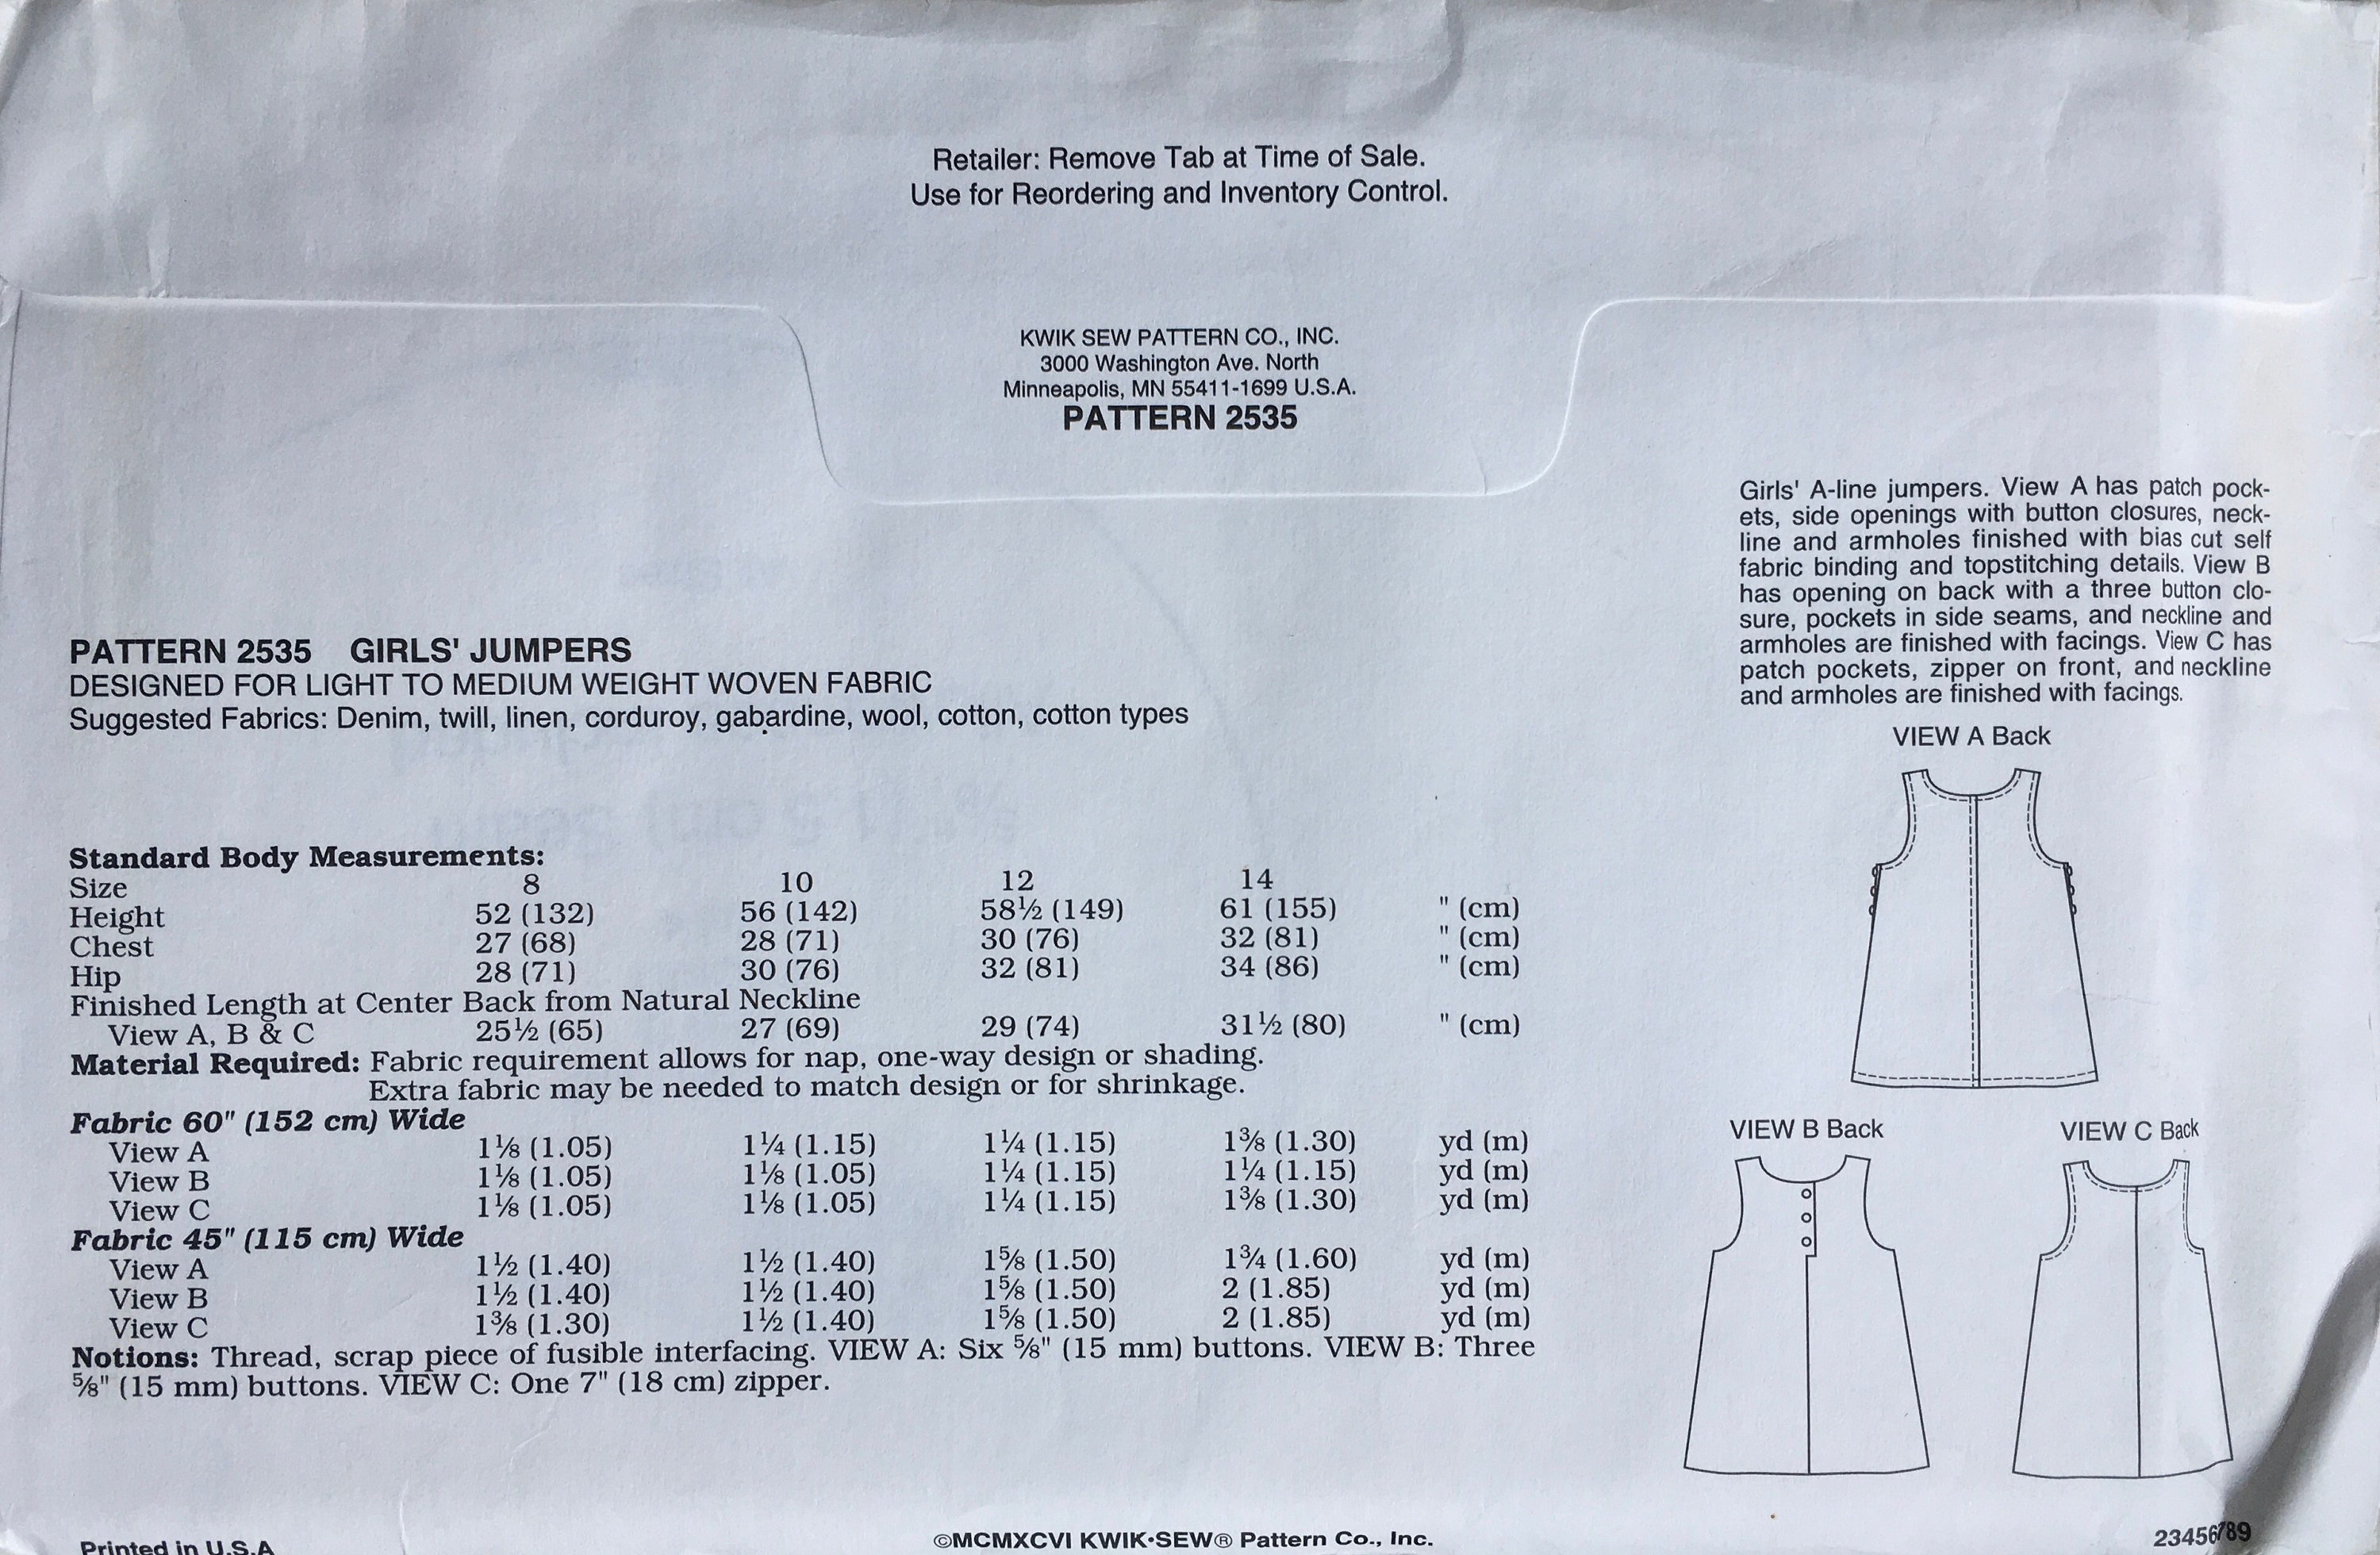 Retailer: Remove Tab at Time of Sale.
Use for Reordering and Inventory Control.
KWIK SEW PATTERN CO., INC.
3000 Washington Ave. North
Minneapolis, MN 55411-1699 U.S.A.
PATTERN 2535
Girls' A-line jumpers. View A has patch pock-
ets, side openings with button closures, neck-
line and armholes finished with bias cut self
fabric binding and topstitching details. View B
has opening on back with a three button clo-
sure, pockets in side seams, and neckline and
armholes are finished with facings. View C has
patch pockets, zipper on front, and neckline
and armholes are finished with facings.
PATTERN 2535 GIRLS' JUMPERS
DESIGNED FOR LIGHT TO MEDIUM WEIGHT WOVEN FABRIC
Suggested Fabrics: Denim, twill, linen, corduroy, gabardine, wool, cotton, cotton types
Standard Body Measurements:
Size 8 10 12 14
Height 52 (132) 56 (142) 58½ (149) 61 (155) " (cm)
Chest 27 (68) 28 (71) 30 (76) 32 (81) " (cm)
Hip 28 (71) 30 (76) 32 (81) 34 (86) " (cm)
Finished Length at Center Back from Natural Neckline
View A, B & C 25½ (65) 27 (69) 29 (74) 31½ (80) " (cm)
Material Required: Fabric requirement allows for nap, one-way design or shading.
Extra fabric may be needed to match design or for shrinkage.
Fabric 60" (152 cm) Wide
View A 1⅛ (1.05) 1¼ (1.15) 1¼ (1.15) 1⅜ (1.30) yd (m)
View B 1⅛ (1.05) 1⅛ (1.05) 1¼ (1.15) 1¼ (1.15) yd (m)
View C 1⅛ (1.05) 1⅛ (1.05) 1¼ (1.15) 1⅜ (1.30) yd (m)
Fabric 45" (115 cm) Wide
View A 1½ (1.40) 1½ (1.40) 1⅝ (1.50) 1¾ (1.60) yd (m)
View B 1½ (1.40) 1½ (1.40) 1⅝ (1.50) 2 (1.85) yd (m)
View C 1⅜ (1.30) 1½ (1.40) 1⅝ (1.50) 2 (1.85) yd (m)
Notions: Thread, scrap piece of fusible interfacing. VIEW A: Six ⅝" (15 mm) buttons. VIEW B: Three
⅝" (15 mm) buttons. VIEW C: One 7" (18 cm) zipper.
VIEW A Back
VIEW B Back
VIEW C Back
Printed in U.S.A
©MCMXCVI KWIK•SEW® Pattern Co., Inc.
23456789